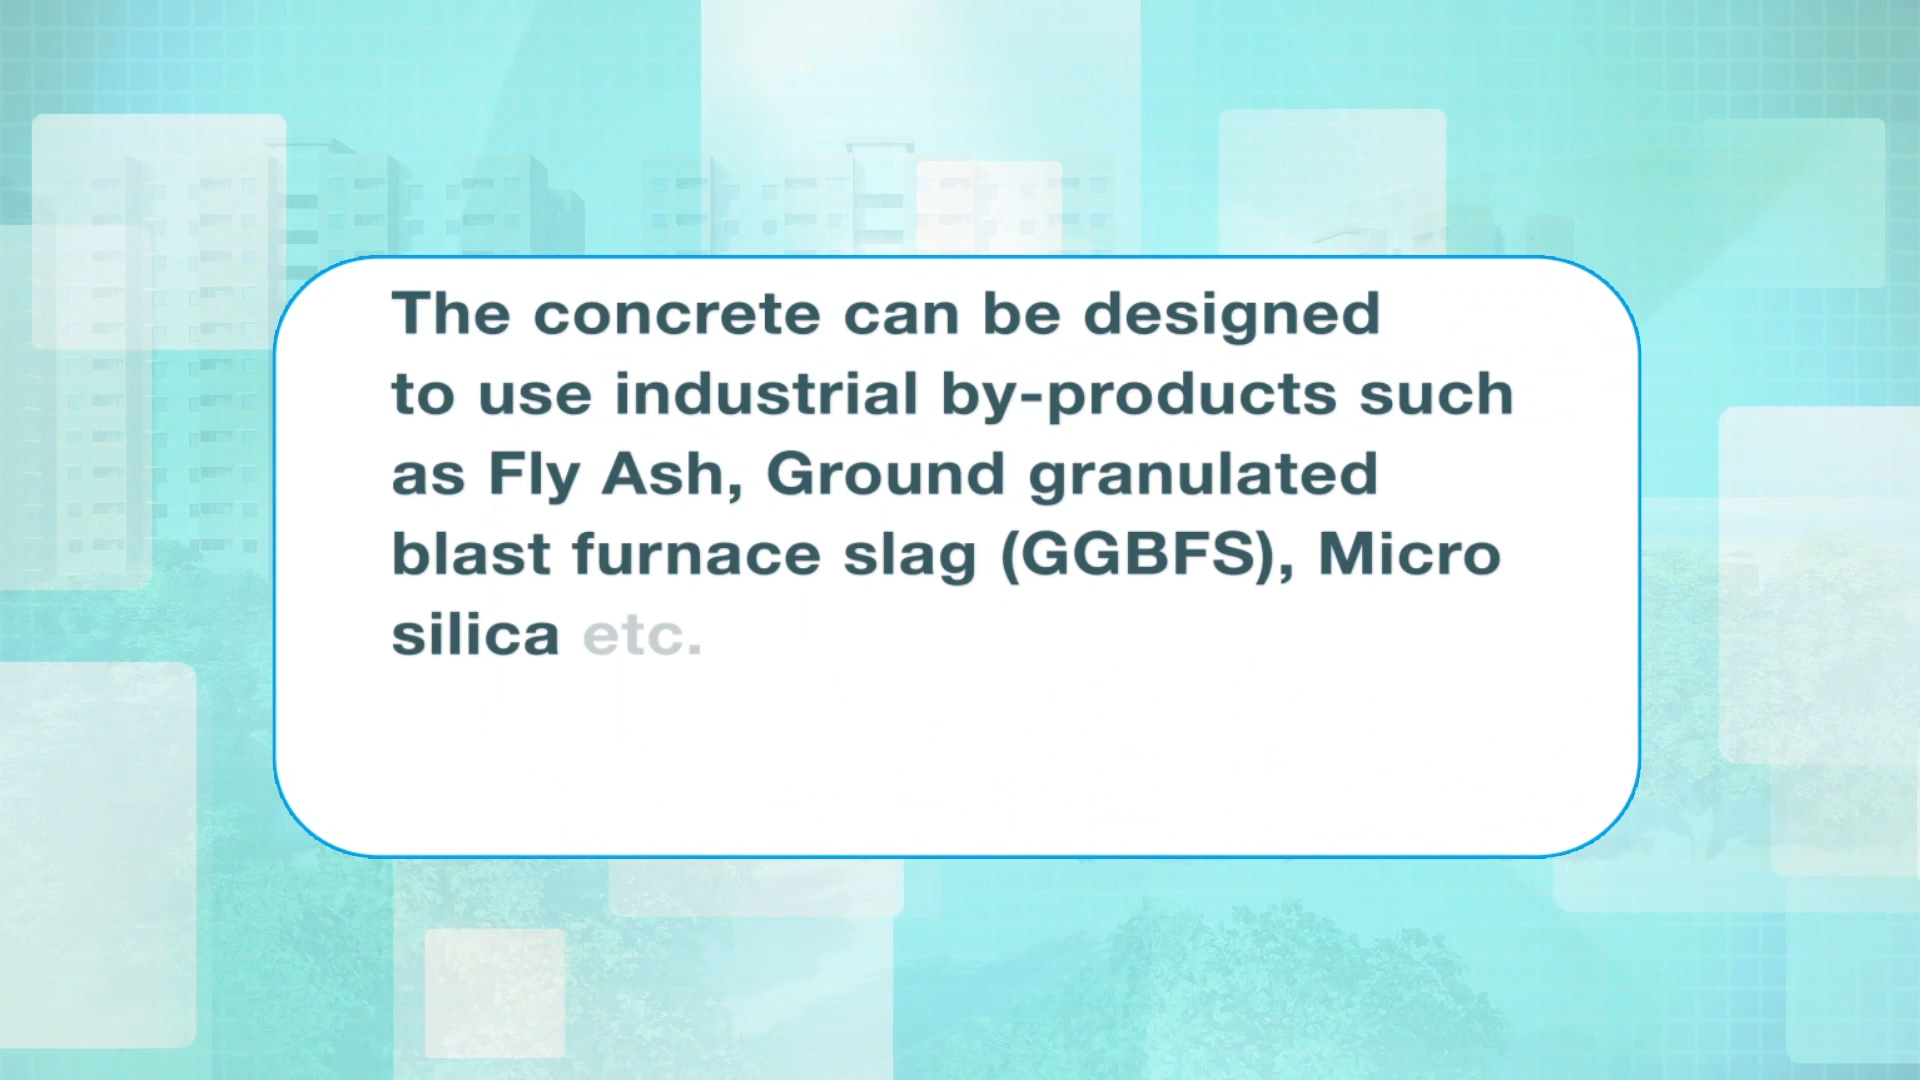 The concrete can be designed
to use industrial by-products such
as Fly Ash, Ground granulated
blast furnace slag (GGBFS), Micro
silica etc.